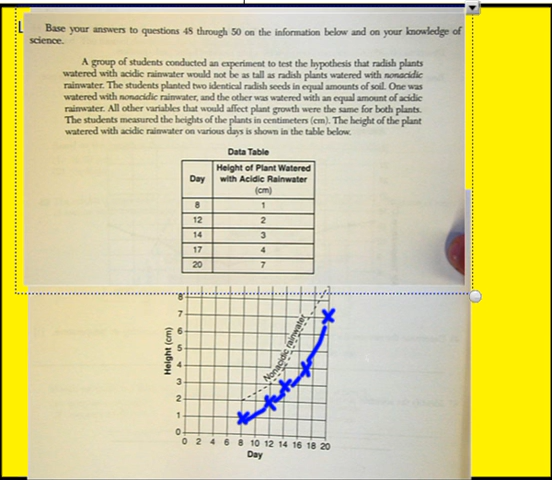 Base your answers to questions 48 through 50 on the information below and on your knowledge of
science.
A group of students conducted an experiment to test the hypothesis that radish plants
watered with acidic rainwater would not be as tall as radish plants watered with nonacidic
rainwater. The students planted two identical radish seeds in equal amounts of soil. One was
watered with nonacidic rainwater, and the other was watered with an equal amount of acidic
rainwater. All other variables that would affect plant growth were the same for both plants.
The students measured the heights of the plants in centimeters (cm). The height of the plant
watered with acidic rainwater on various days is shown in the table below.
Data Table
Day Height of Plant Watered
with Acidic Rainwater
(cm)
8 1
12 2
14 3
17 4
20 7
8
7
6
5
4
3
2
1
0
Height (cm)
Nonacidic rainwater
0 2 4 6 8 10 12 14 16 18 20
Day